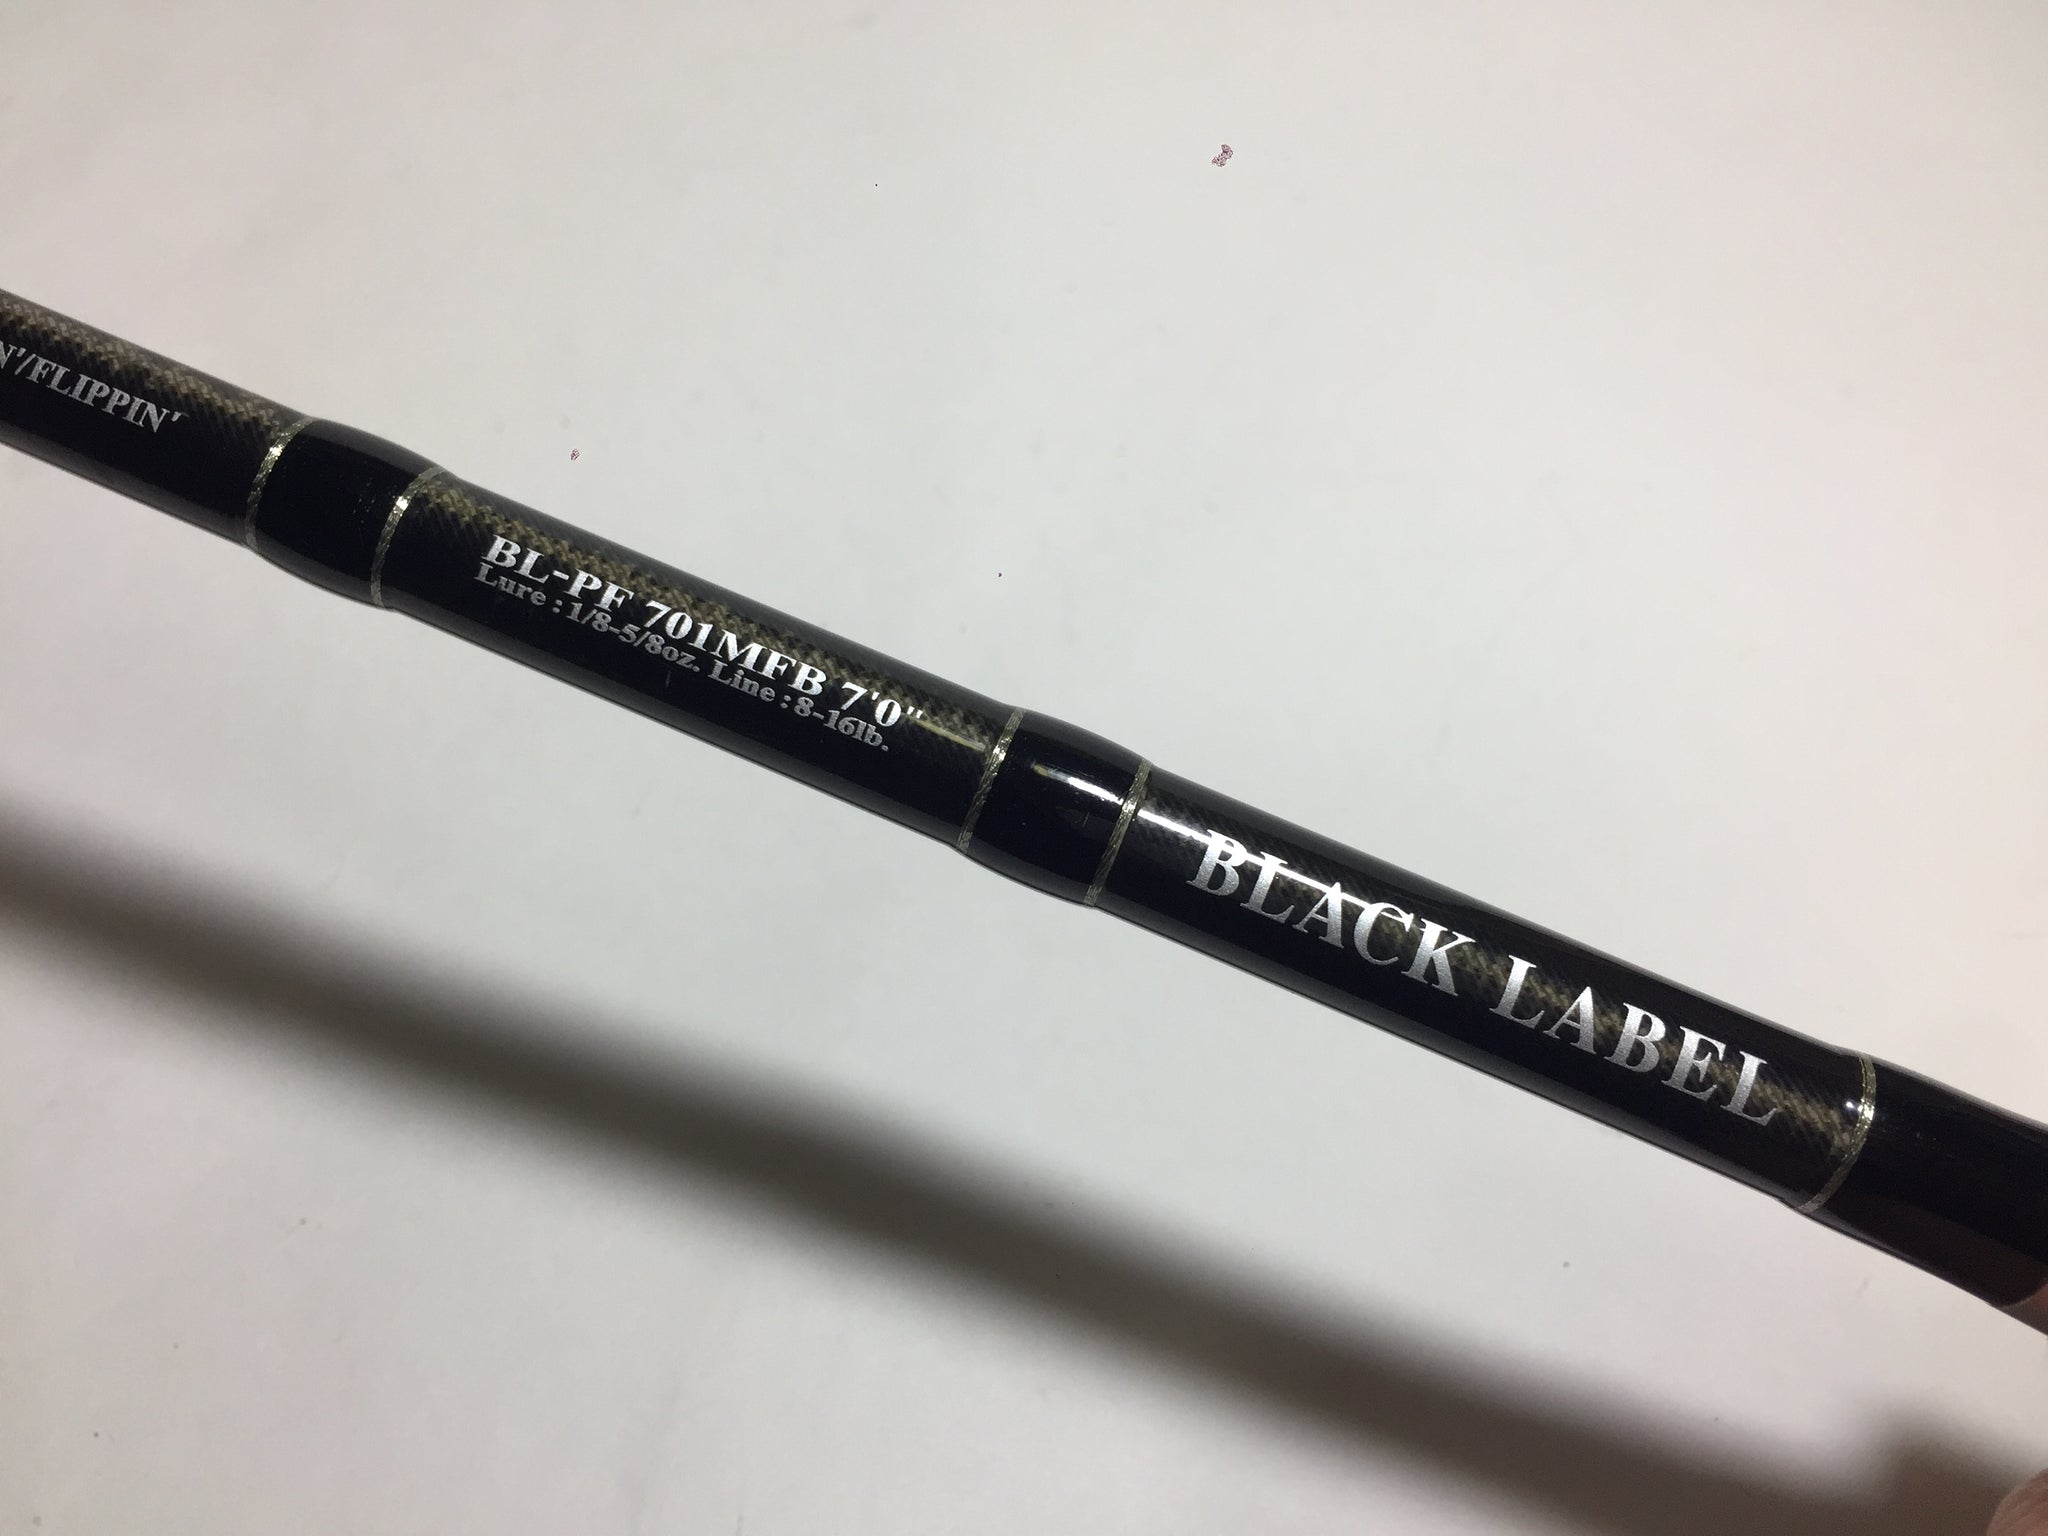 N'/FLIPPIN'
BL-PF 701MFB 7'0"
Lure : 1/8-5/8oz. Line : 8-16lb.
BLACK LABEL